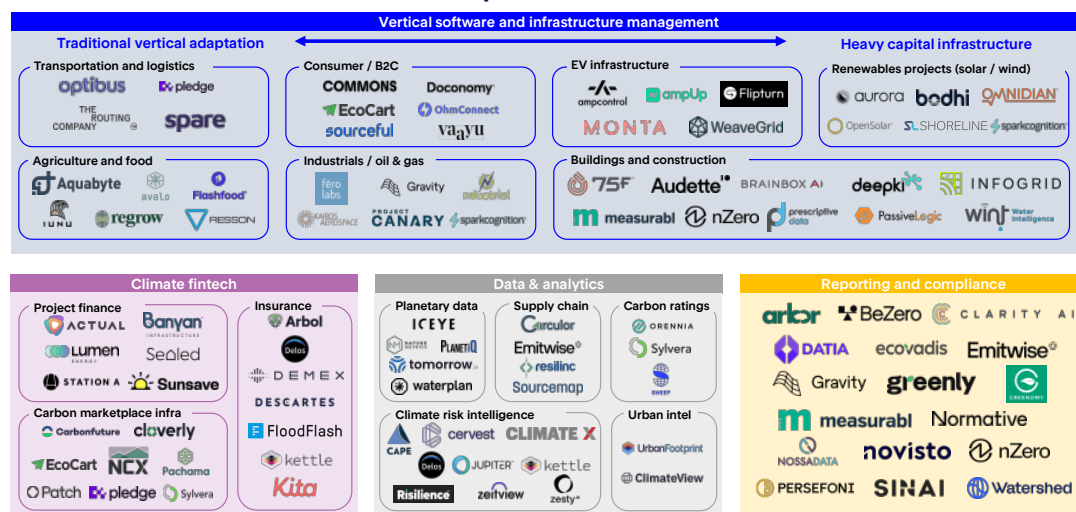 Vertical software and infrastructure management
Traditional vertical adaptation
Heavy capital infrastructure
Transportation and logistics
optibus
pledge
THE ROUTING COMPANY
spare
Consumer / B2C
COMMONS
Doconomy
EcoCart
OhmConnect
sourceful
vaayu
EV infrastructure
ampcontrol
ampUp
Flipturn
MONTA
WeaveGrid
Renewables projects (solar / wind)
aurora
bodhi
OMNIDIAN
OpenSolar
SHORELINE
sparkcognition
Agriculture and food
Aquabyte
avalo
Flashfood
IUNU
regrow
RESSON
Industrials / oil & gas
fero labs
Gravity
KAIROS AEROSPACE
PROJECT CANARY
sparkcognition
Buildings and construction
75F
Audette
BRAINBOX AI
deepki
INFOGRID
measurabl
nZero
prescriptive data
PassiveLogic
WINT Water Intelligence
Climate fintech
Project finance
ACTUAL
Banyan INFRASTRUCTURE
Lumen ENERGY
Sealed
STATION A
Sunsave
Carbon marketplace infra
Carbonfuture
cloverly
EcoCart
NCX
Pachama
Patch
pledge
Sylvera
Insurance
Arbol
Delos
DEMEX
DESCARTES
FloodFlash
kettle
Kita
Data & analytics
Planetary data
ICEYE
NATURE METRICS
PLANETIQ
tomorrow.io
waterplan
Supply chain
Circulor
Emitwise
resilinc
Sourcemap
Carbon ratings
ORENNIA
Sylvera
SWEEP
Climate risk intelligence
CAPE
cervest
CLIMATE X
Delos
JUPITER
kettle
Risilience
zeitview
zesty.ai
Urban intel
UrbanFootprint
ClimateView
Reporting and compliance
arbor
BeZero
CLARITY AI
DATIA
ecovadis
Emitwise
Gravity
greenly
GREENOMY
measurabl
Normative
NOSSADATA
novisto
nZero
PERSEFONI
SINAI
Watershed